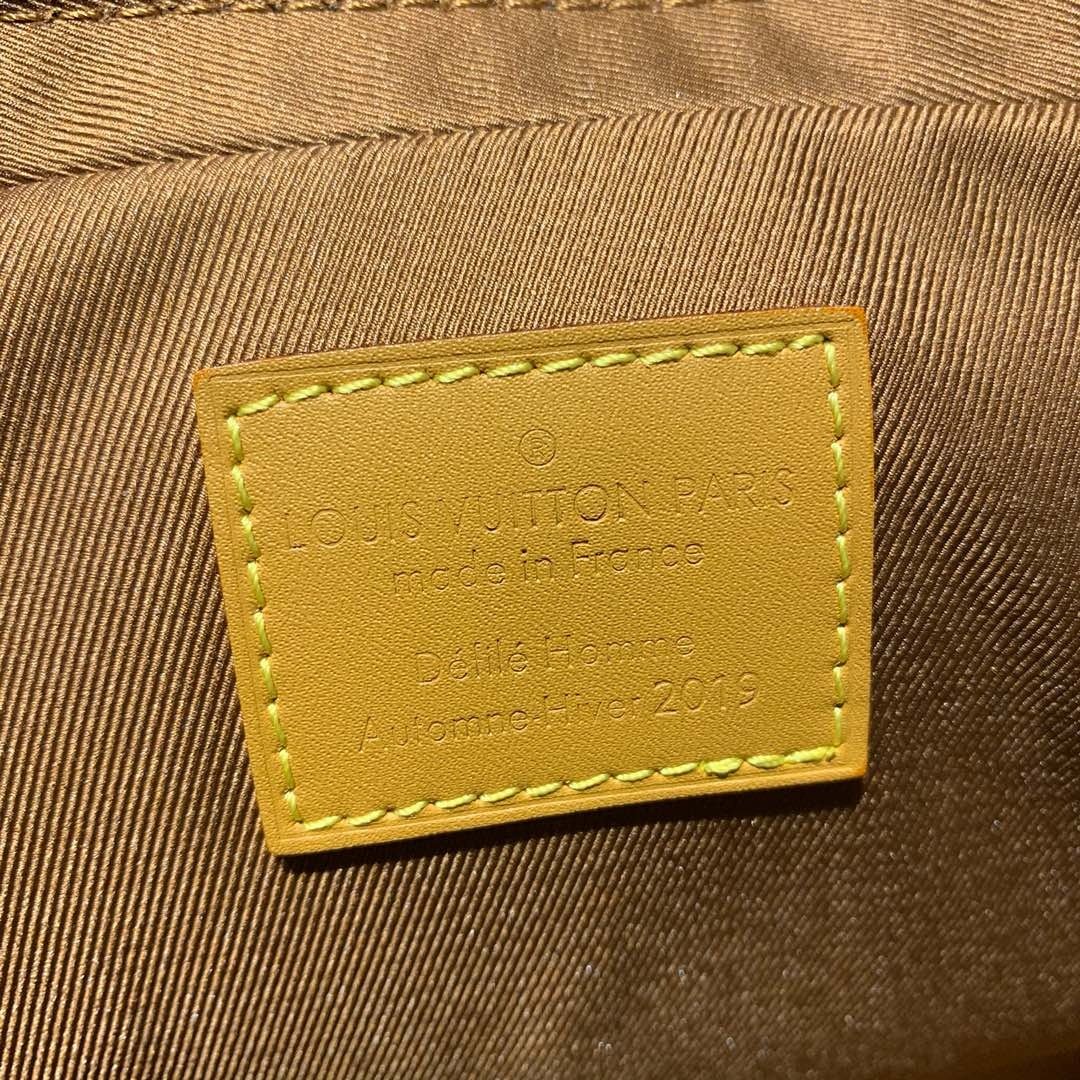 ®
LOUIS VUITTON PARIS
made in France
Défilé Homme
Automne-Hiver 2019